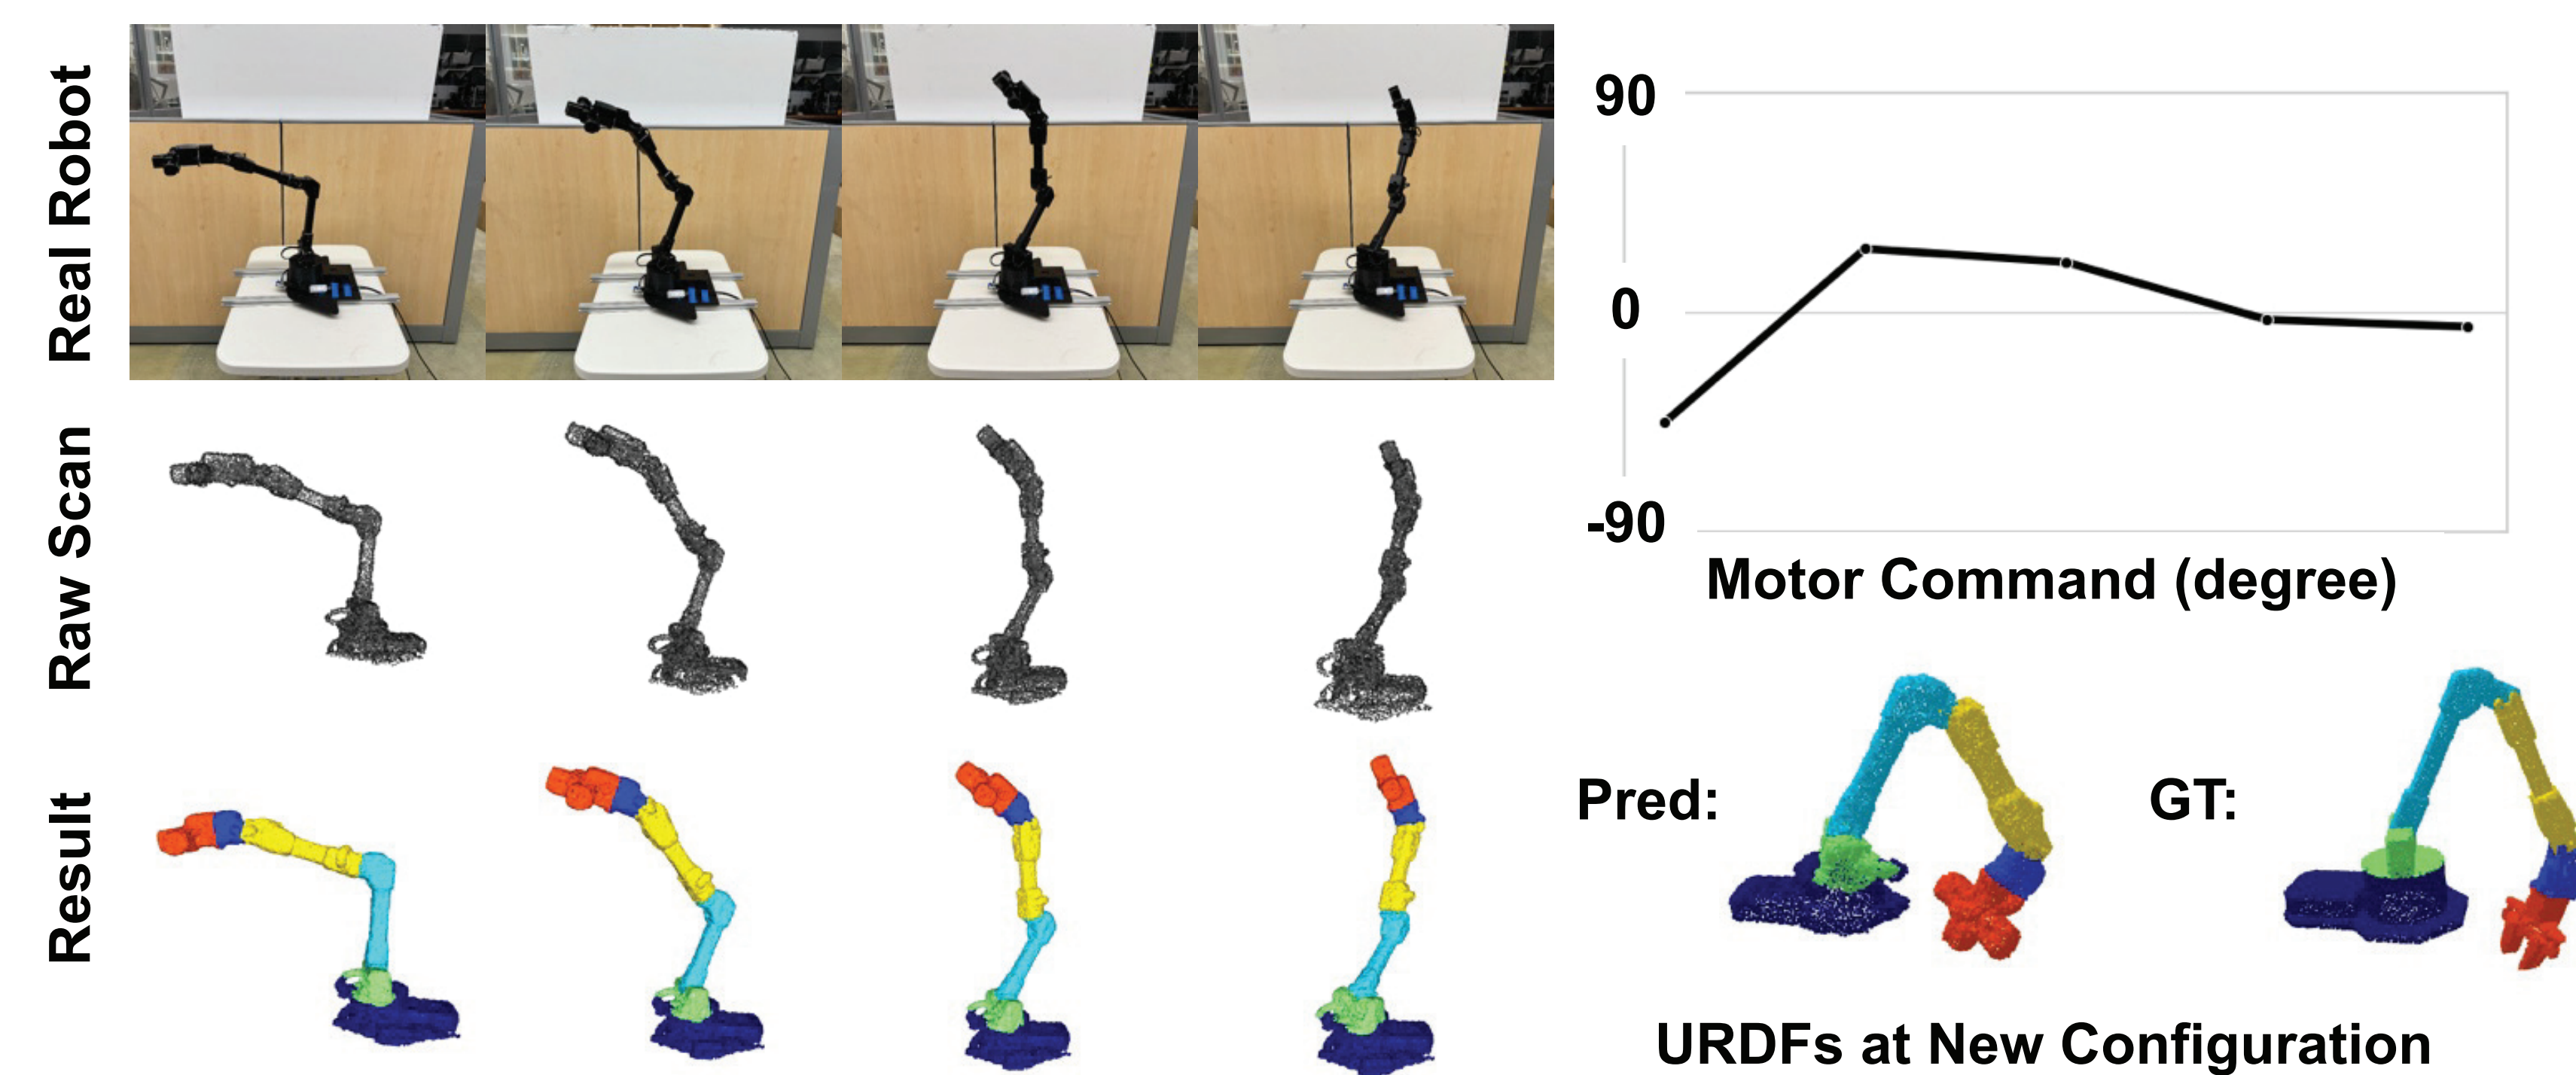 Real Robot
Raw Scan
Result
90
0
-90
Motor Command (degree)
Pred:
GT:
URDFs at New Configuration